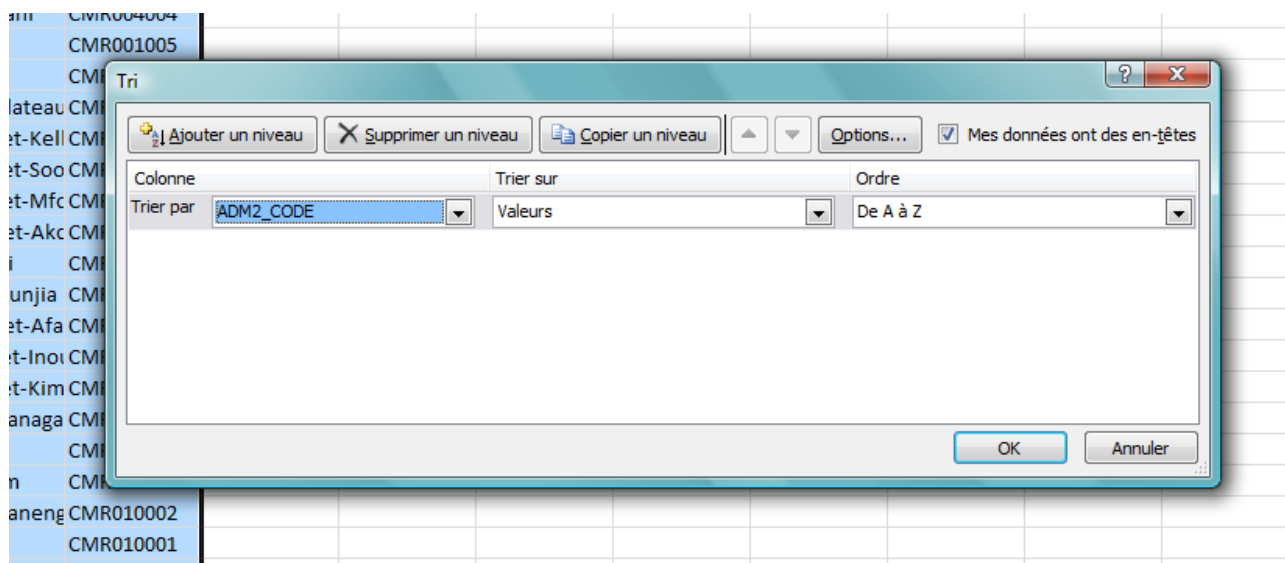 CMR004004
CMR001005
Tri
Ajouter un niveau Supprimer un niveau Copier un niveau Options... Mes données ont des en-têtes
Colonne Trier sur Ordre
Trier par ADM2_CODE Valeurs De A à Z
OK Annuler
CMR010002
CMR010001